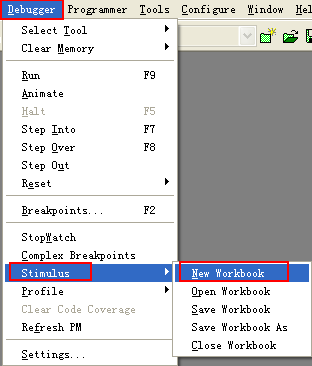 Debugger Programmer Tools Configure Window Hel
Select Tool
Clear Memory
Run F9
Animate
Halt F5
Step Into F7
Step Over F8
Step Out
Reset
Breakpoints... F2
StopWatch
Complex Breakpoints
Stimulus
New Workbook
Profile
Open Workbook
Clear Code Coverage
Save Workbook
Refresh PM
Save Workbook As
Close Workbook
Settings...